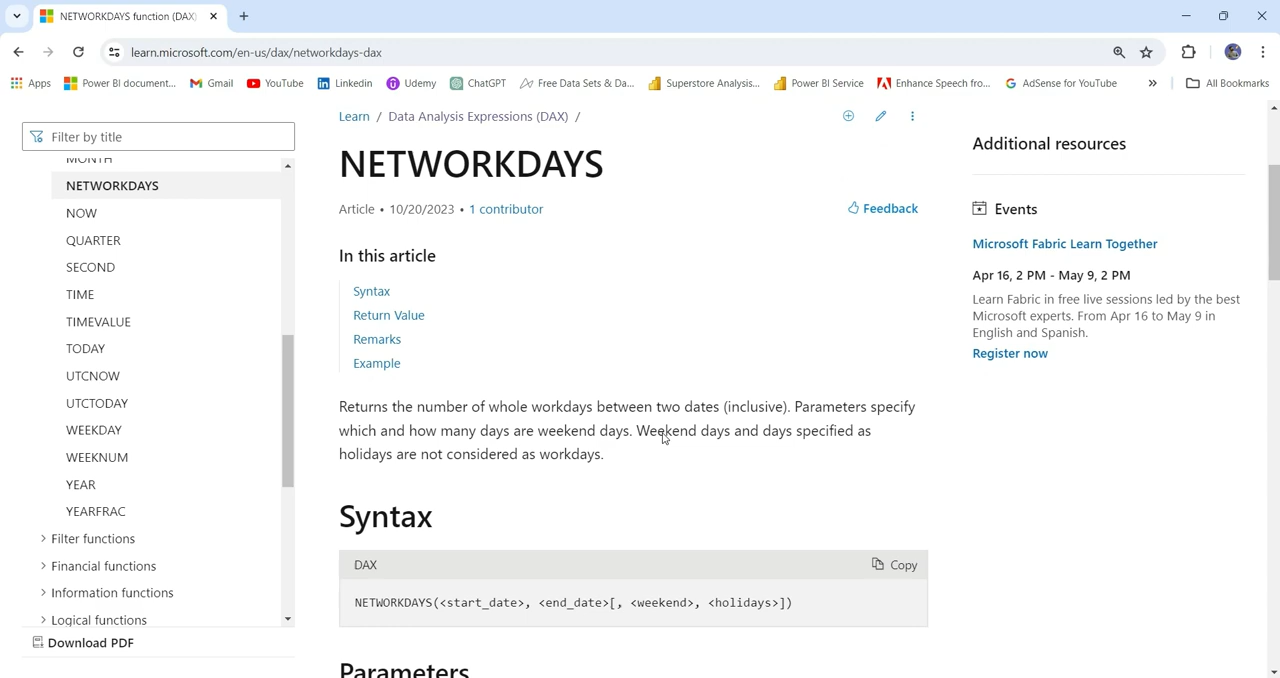 NETWORKDAYS function (DAX)
learn.microsoft.com/en-us/dax/networkdays-dax
Apps
Power BI document...
Gmail
YouTube
Linkedin
Udemy
ChatGPT
Free Data Sets & Da...
Superstore Analysis...
Power BI Service
Enhance Speech fro...
AdSense for YouTube
»
All Bookmarks
Filter by title
MONTH
NETWORKDAYS
NOW
QUARTER
SECOND
TIME
TIMEVALUE
TODAY
UTCNOW
UTCTODAY
WEEKDAY
WEEKNUM
YEAR
YEARFRAC
Filter functions
Financial functions
Information functions
Logical functions
Download PDF
Learn / Data Analysis Expressions (DAX) /
NETWORKDAYS
Article • 10/20/2023 • 1 contributor
Feedback
In this article
Syntax
Return Value
Remarks
Example
Returns the number of whole workdays between two dates (inclusive). Parameters specify
which and how many days are weekend days. Weekend days and days specified as
holidays are not considered as workdays.
Syntax
DAX
Copy
NETWORKDAYS(<start_date>, <end_date>[, <weekend>, <holidays>])
Parameters
Additional resources
Events
Microsoft Fabric Learn Together
Apr 16, 2 PM - May 9, 2 PM
Learn Fabric in free live sessions led by the best
Microsoft experts. From Apr 16 to May 9 in
English and Spanish.
Register now